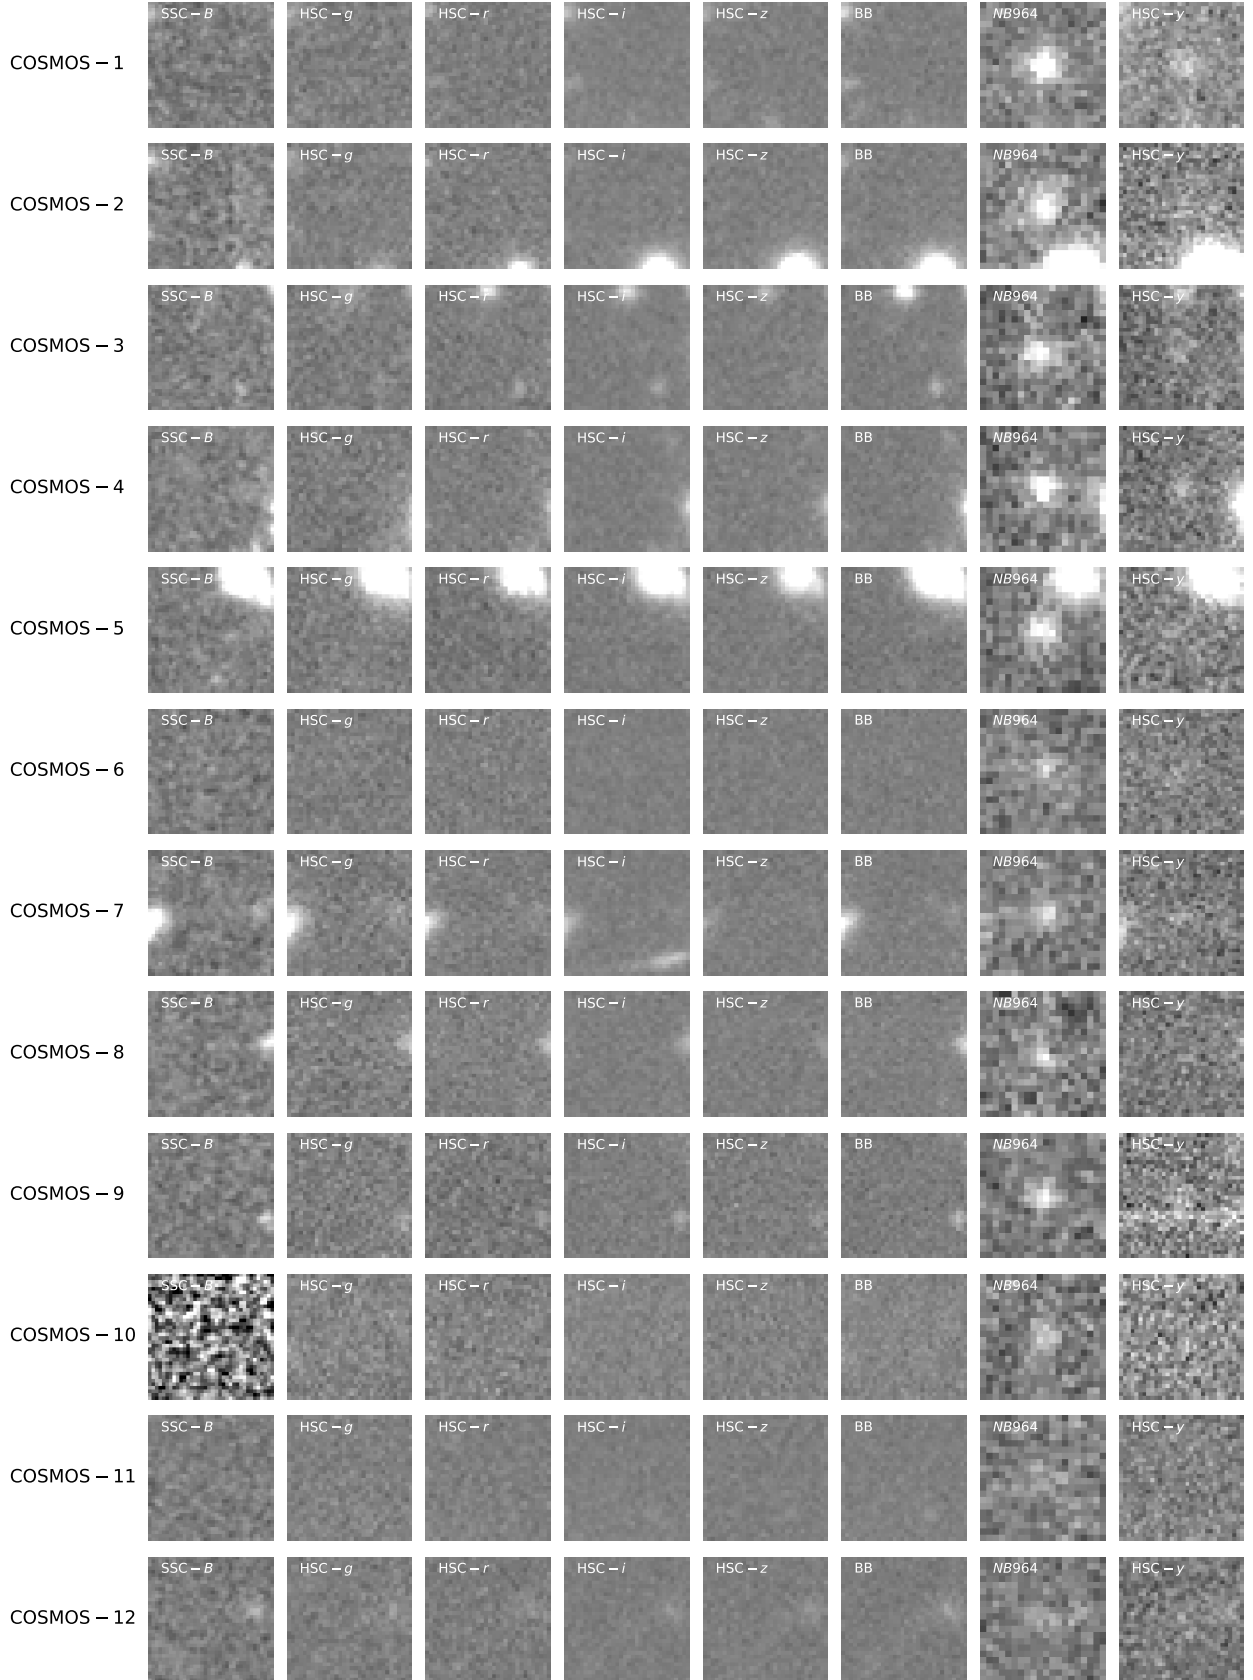 SSC − B HSC − g HSC − r HSC − i HSC − z BB NB964 HSC − y
COSMOS − 1
SSC − B HSC − g HSC − r HSC − i HSC − z BB NB964 HSC − y
COSMOS − 2
SSC − B HSC − g HSC − r HSC − i HSC − z BB NB964 HSC − y
COSMOS − 3
SSC − B HSC − g HSC − r HSC − i HSC − z BB NB964 HSC − y
COSMOS − 4
SSC − B HSC − g HSC − r HSC − i HSC − z BB NB964 HSC − y
COSMOS − 5
SSC − B HSC − g HSC − r HSC − i HSC − z BB NB964 HSC − y
COSMOS − 6
SSC − B HSC − g HSC − r HSC − i HSC − z BB NB964 HSC − y
COSMOS − 7
SSC − B HSC − g HSC − r HSC − i HSC − z BB NB964 HSC − y
COSMOS − 8
SSC − B HSC − g HSC − r HSC − i HSC − z BB NB964 HSC − y
COSMOS − 9
SSC − B HSC − g HSC − r HSC − i HSC − z BB NB964 HSC − y
COSMOS − 10
SSC − B HSC − g HSC − r HSC − i HSC − z BB NB964 HSC − y
COSMOS − 11
SSC − B HSC − g HSC − r HSC − i HSC − z BB NB964 HSC − y
COSMOS − 12